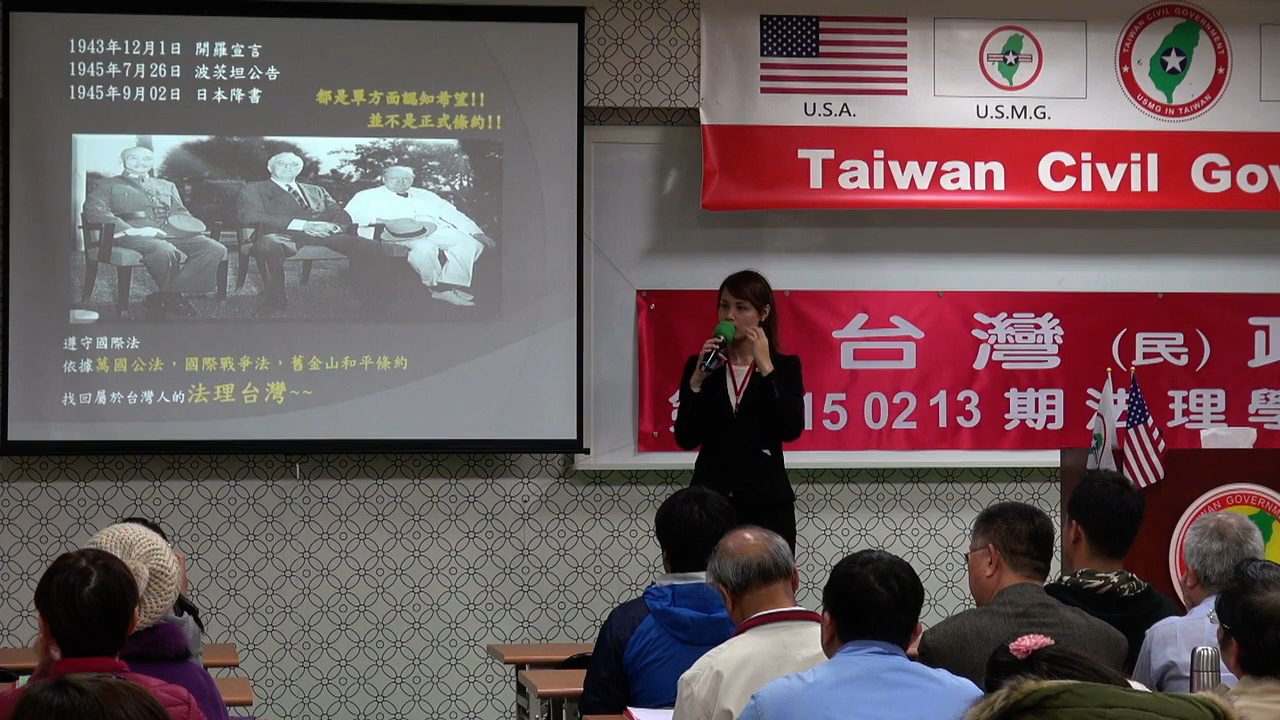 1943年12月1日 開羅宣言
1945年7月26日 波茨坦公告
1945年9月02日 日本降書
都是單方面認知希望!!
並不是正式條約!!
遵守國際法
依據萬國公法，國際戰爭法，舊金山和平條約
找回屬於台灣人的法理台灣~~
U.S.A.
U.S.M.G.
TAIWAN CIVIL GOVERNMENT
USMG IN TAIWAN
Taiwan Civil Gov
台灣（民）政
15 02 13 期 法理學
WAN GOVERNM